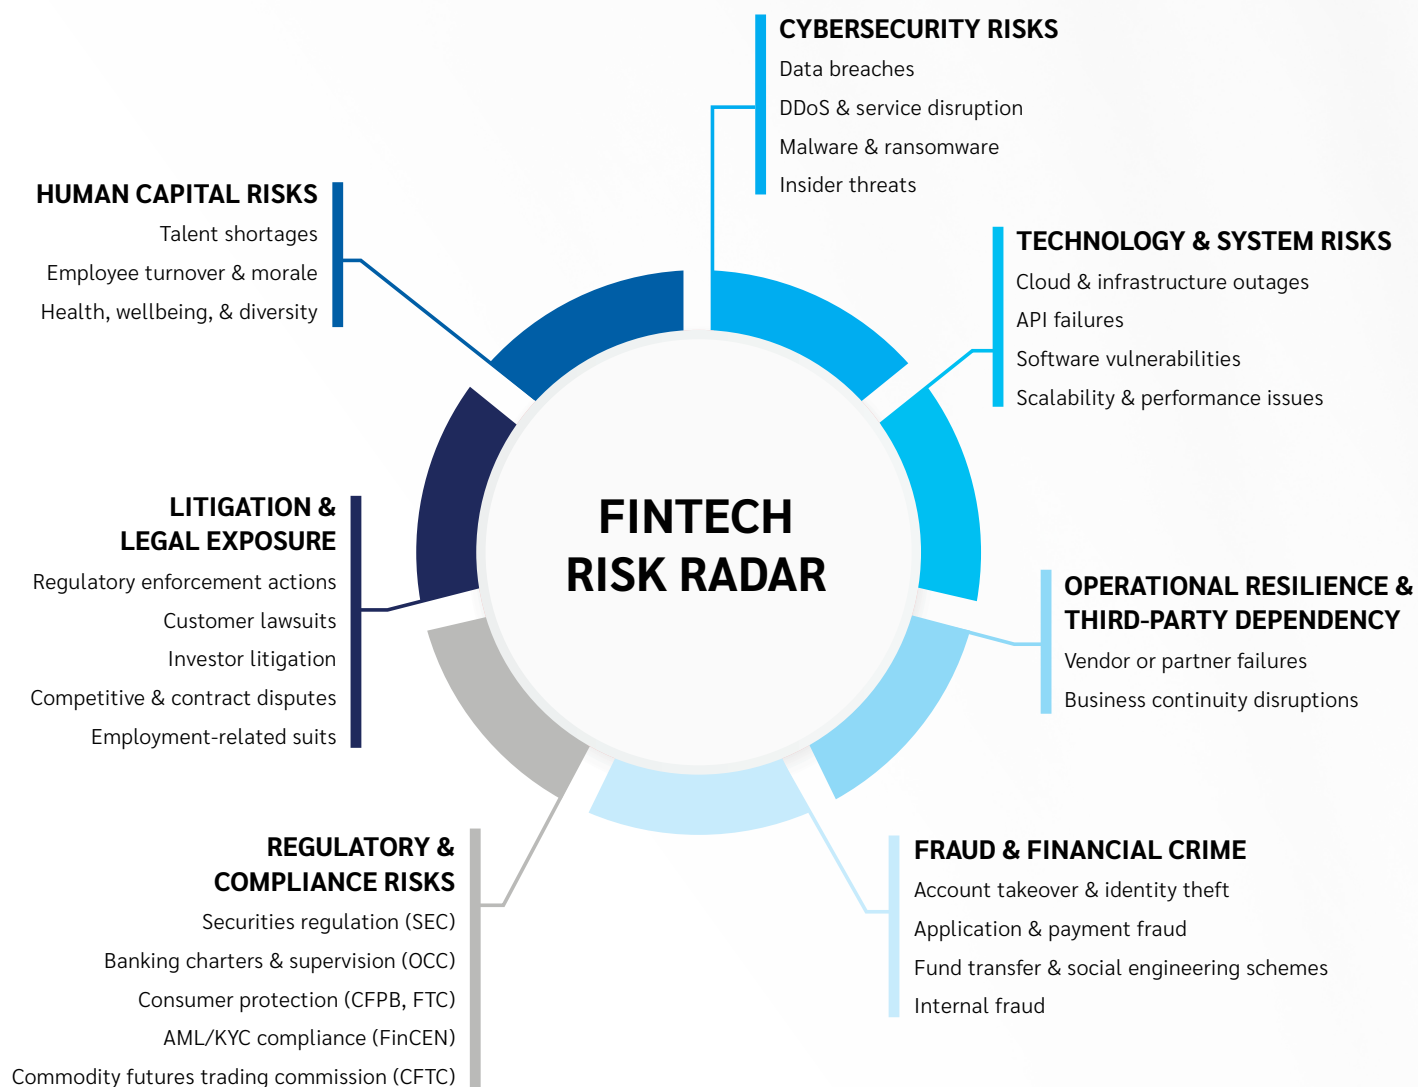 CYBERSECURITY RISKS
Data breaches
DDoS & service disruption
Malware & ransomware
Insider threats
HUMAN CAPITAL RISKS
Talent shortages
Employee turnover & morale
Health, wellbeing, & diversity
TECHNOLOGY & SYSTEM RISKS
Cloud & infrastructure outages
API failures
Software vulnerabilities
Scalability & performance issues
FINTECH
RISK RADAR
LITIGATION &
LEGAL EXPOSURE
Regulatory enforcement actions
Customer lawsuits
Investor litigation
Competitive & contract disputes
Employment-related suits
OPERATIONAL RESILIENCE &
THIRD-PARTY DEPENDENCY
Vendor or partner failures
Business continuity disruptions
REGULATORY &
COMPLIANCE RISKS
Securities regulation (SEC)
Banking charters & supervision (OCC)
Consumer protection (CFPB, FTC)
AML/KYC compliance (FinCEN)
Commodity futures trading commission (CFTC)
FRAUD & FINANCIAL CRIME
Account takeover & identity theft
Application & payment fraud
Fund transfer & social engineering schemes
Internal fraud